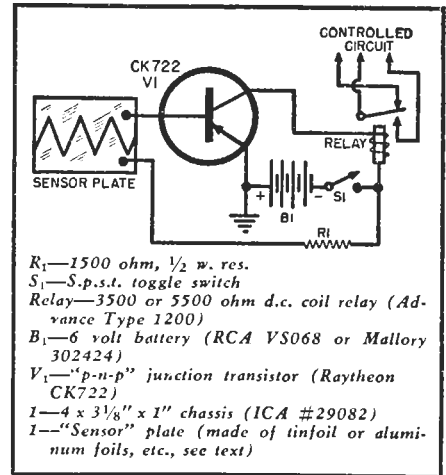 CONTROLLED
CIRCUIT
CK722
V1
RELAY
SENSOR PLATE
+ B1 - S1
R1
R₁—1500 ohm, ½ w. res.
S₁—S.p.s.t. toggle switch
Relay—3500 or 5500 ohm d.c. coil relay (Ad-
vance Type 1200)
B₁—6 volt battery (RCA VS068 or Mallory
302424)
V₁—"p-n-p" junction transistor (Raytheon
CK722)
1—4 x 3⅛" x 1" chassis (ICA #29082)
1—"Sensor" plate (made of tinfoil or alumi-
num foils, etc., see text)